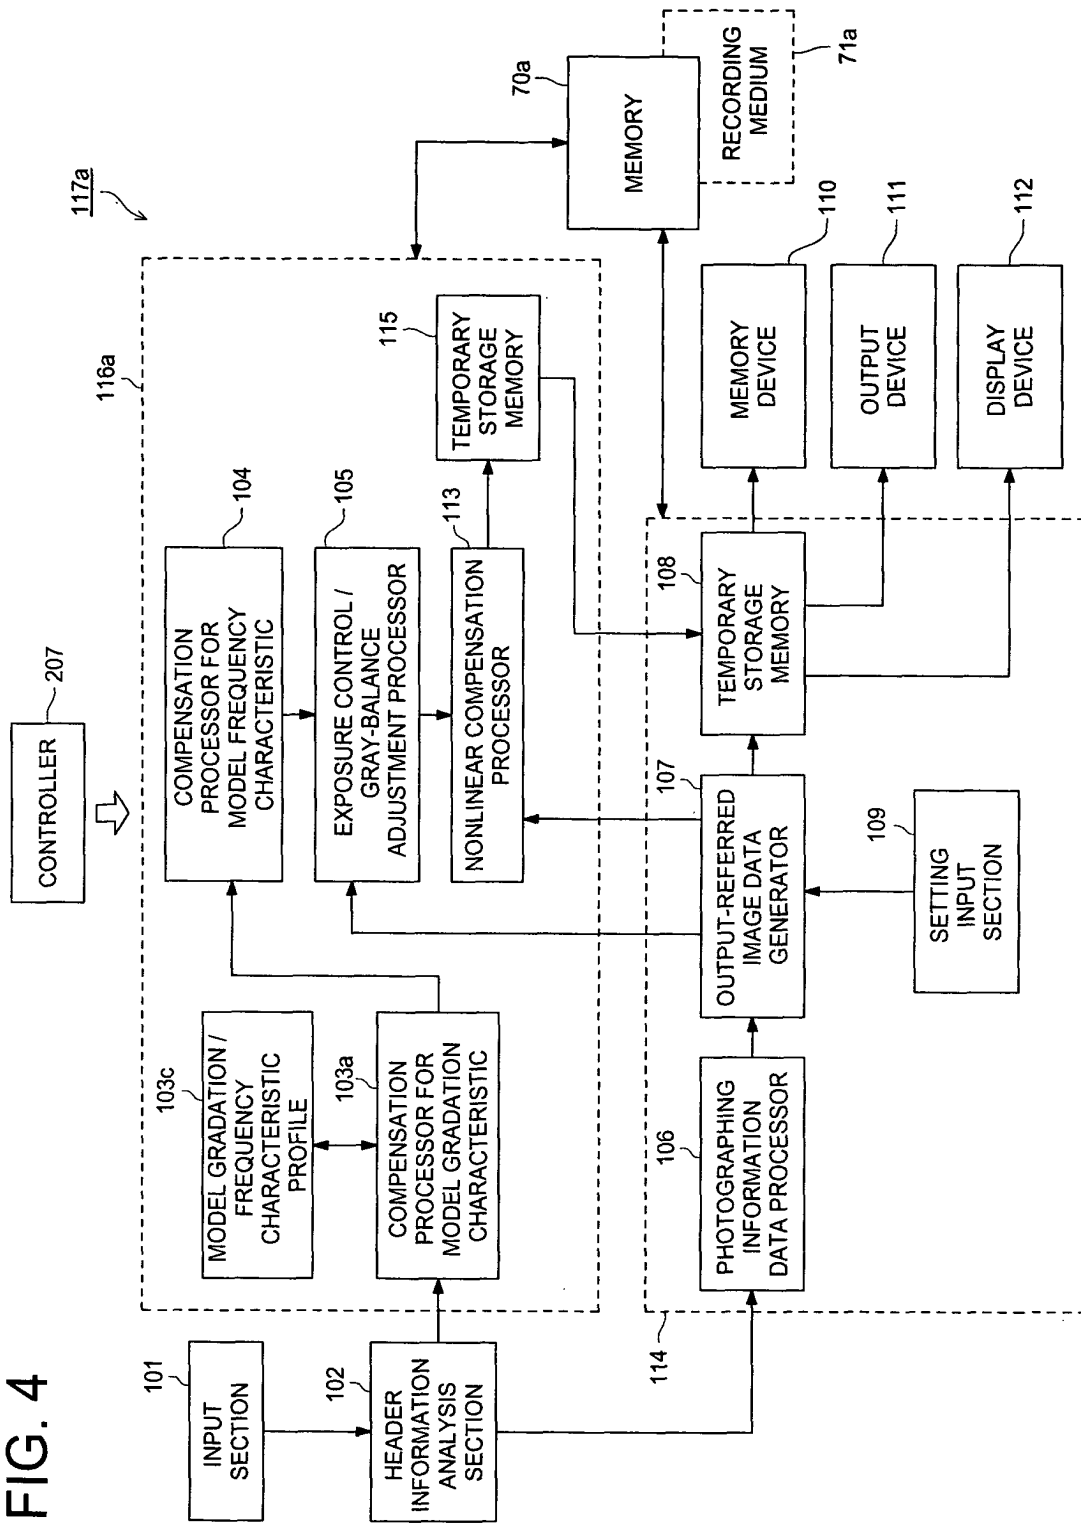 FIG. 4
117a
CONTROLLER
207
116a
101
INPUT
SECTION
102
HEADER
INFORMATION
ANALYSIS
SECTION
103c
MODEL GRADATION /
FREQUENCY
CHARACTERISTIC
PROFILE
103a
COMPENSATION
PROCESSOR FOR
MODEL GRADATION
CHARACTERISTIC
104
COMPENSATION
PROCESSOR FOR
MODEL FREQUENCY
CHARACTERISTIC
105
EXPOSURE CONTROL /
GRAY-BALANCE
ADJUSTMENT PROCESSOR
113
NONLINEAR COMPENSATION
PROCESSOR
115
TEMPORARY
STORAGE
MEMORY
70a
MEMORY
RECORDING
MEDIUM
71a
114
106
PHOTOGRAPHING
INFORMATION
DATA PROCESSOR
107
OUTPUT-REFERRED
IMAGE DATA
GENERATOR
108
TEMPORARY
STORAGE
MEMORY
109
SETTING
INPUT
SECTION
MEMORY
DEVICE
110
OUTPUT
DEVICE
111
DISPLAY
DEVICE
112